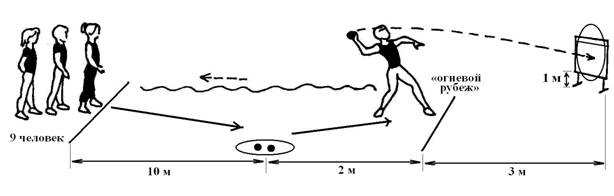 «огневой
рубеж»
1 м
9 человек
10 м
2 м
3 м